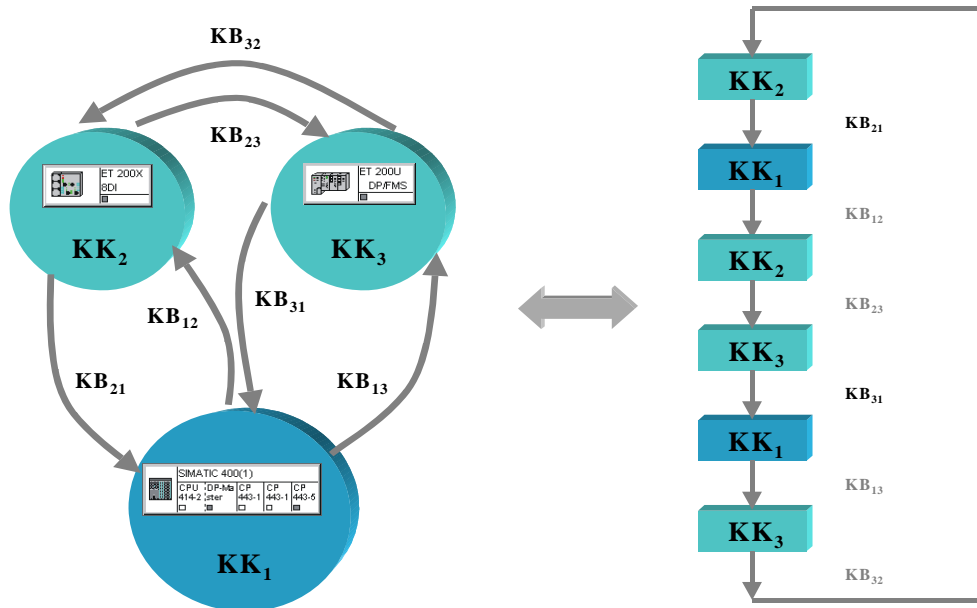 KB₃₂
KB₂₃
ET 200X
8DI
KK₂
ET 200U
DP/FMS
KK₃
KB₁₂
KB₃₁
KB₂₁
KB₁₃
SIMATIC 400(1)
CPU 414-2
DP-Ma ster
CP 443-1
CP 443-1
CP 443-5
KK₁
KK₂
KB₂₁
KK₁
KB₁₂
KK₂
KB₂₃
KK₃
KB₃₁
KK₁
KB₁₃
KK₃
KB₃₂